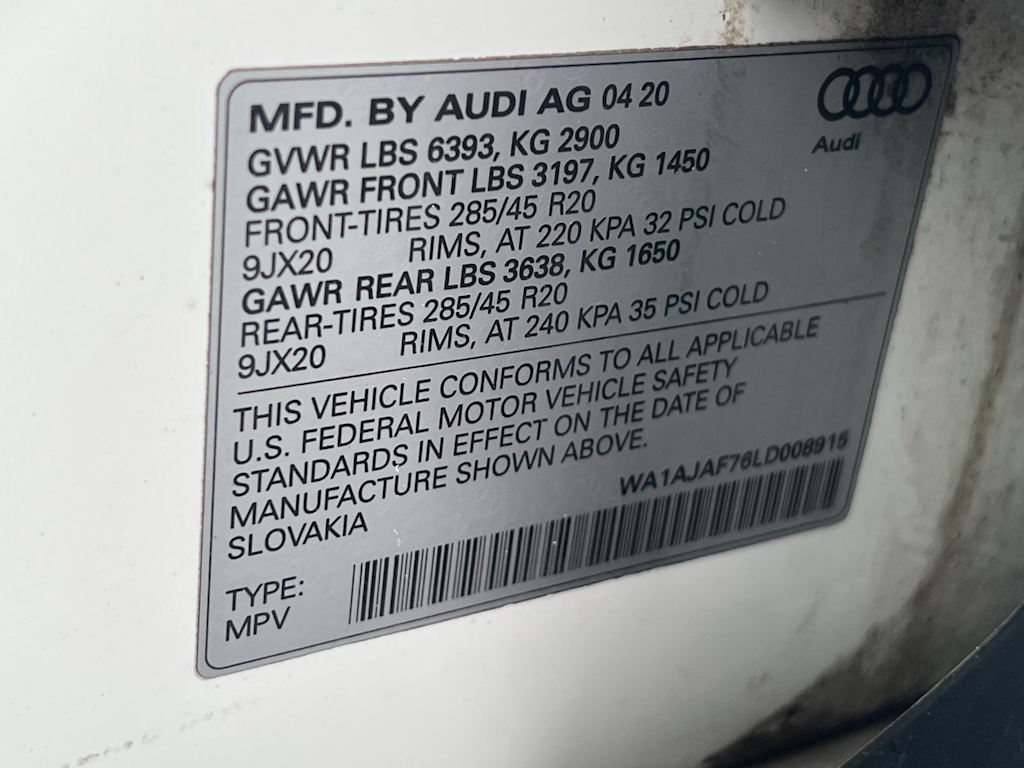 MFD. BY AUDI AG 04 20
Audi
GVWR LBS 6393, KG 2900
GAWR FRONT LBS 3197, KG 1450
FRONT-TIRES 285/45 R20
9JX20 RIMS, AT 220 KPA 32 PSI COLD
GAWR REAR LBS 3638, KG 1650
REAR-TIRES 285/45 R20
9JX20 RIMS, AT 240 KPA 35 PSI COLD
THIS VEHICLE CONFORMS TO ALL APPLICABLE
U.S. FEDERAL MOTOR VEHICLE SAFETY
STANDARDS IN EFFECT ON THE DATE OF
MANUFACTURE SHOWN ABOVE.
SLOVAKIA
WA1AJAF76LD008915
TYPE:
MPV